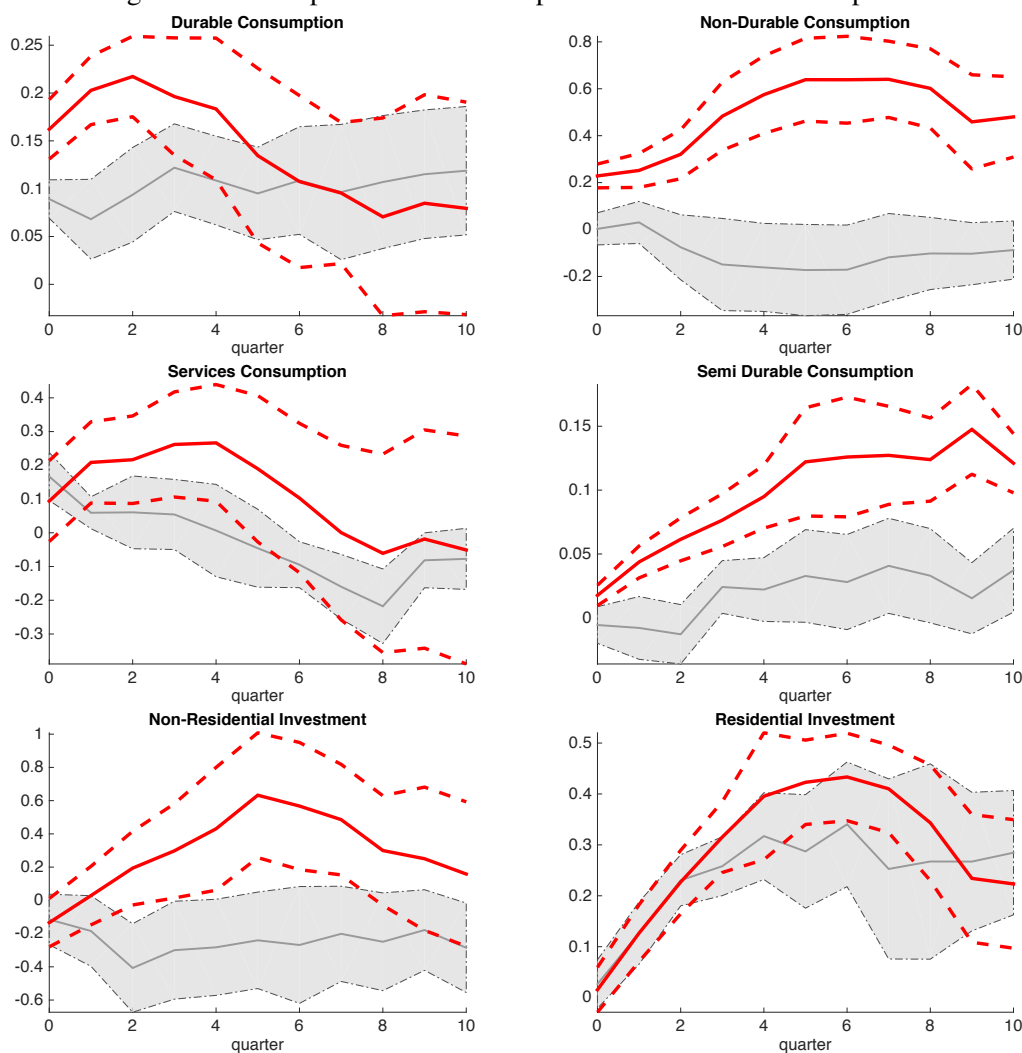 Durable Consumption
0.25
0.2
0.15
0.1
0.05
0
0 2 4 6 8 10
quarter
Non-Durable Consumption
0.8
0.6
0.4
0.2
0
-0.2
0 2 4 6 8 10
quarter
Services Consumption
0.4
0.3
0.2
0.1
0
-0.1
-0.2
-0.3
0 2 4 6 8 10
quarter
Semi Durable Consumption
0.15
0.1
0.05
0
0 2 4 6 8 10
quarter
Non-Residential Investment
1
0.8
0.6
0.4
0.2
0
-0.2
-0.4
-0.6
0 2 4 6 8 10
quarter
Residential Investment
0.5
0.4
0.3
0.2
0.1
0
0 2 4 6 8 10
quarter